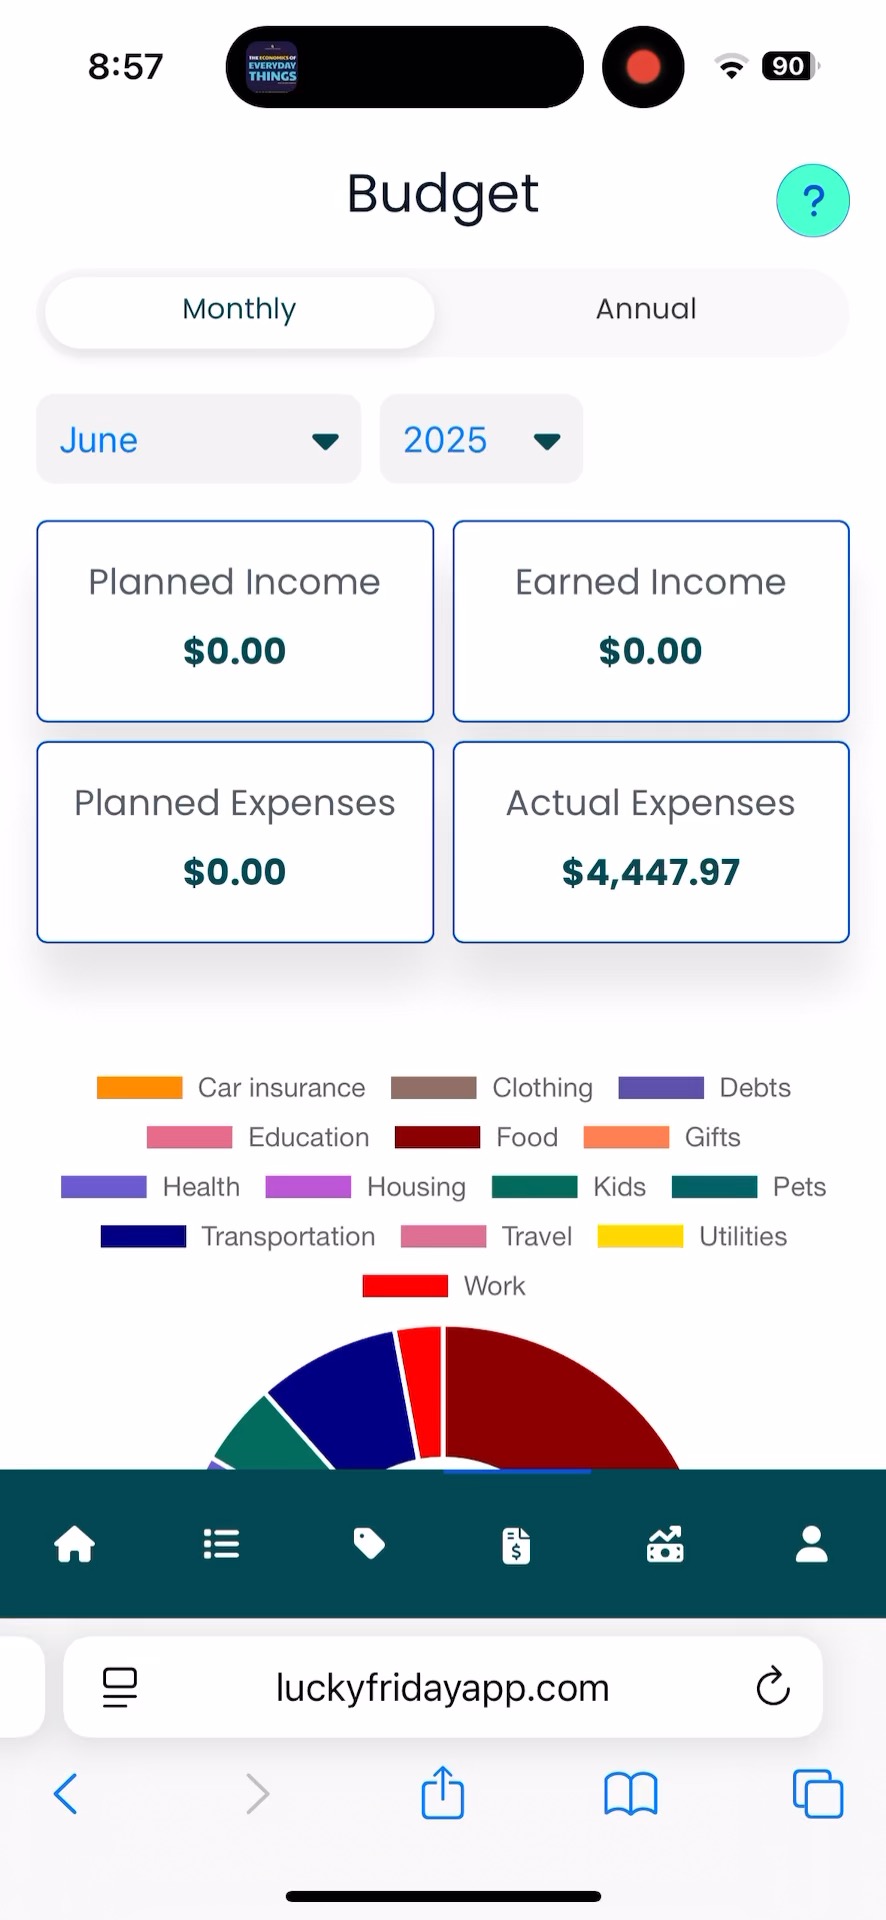 8:57
THE ECONOMICS OF
EVERYDAY
THINGS
90
Budget
?
Monthly Annual
June 2025
Planned Income Earned Income
$0.00 $0.00
Planned Expenses Actual Expenses
$0.00 $4,447.97
Car insurance Clothing Debts
Education Food Gifts
Health Housing Kids Pets
Transportation Travel Utilities
Work
luckyfridayapp.com